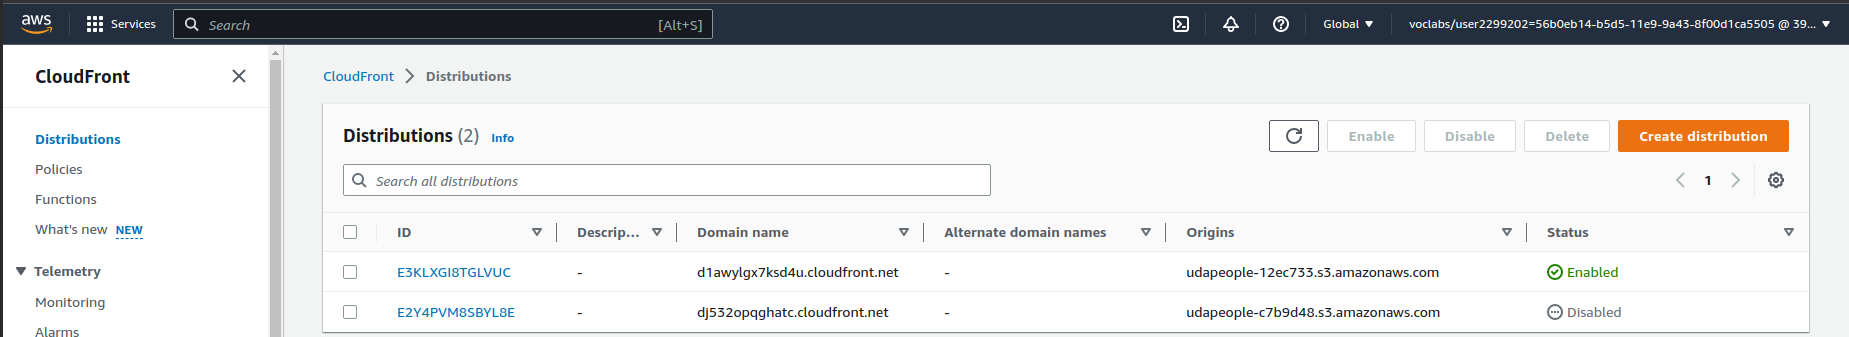 aws Services Search [Alt+S] Global voclabs/user2299202=56b0eb14-b5d5-11e9-9a43-8f00d1ca5505 @ 39...
CloudFront
Distributions
Policies
Functions
What's new NEW
Telemetry
Monitoring
Alarms
CloudFront Distributions
Distributions (2) Info Enable Disable Delete Create distribution
Search all distributions 1
ID Descrip... Domain name Alternate domain names Origins Status
E3KLXGI8TGLVUC - d1awylgx7ksd4u.cloudfront.net - udapeople-12ec733.s3.amazonaws.com Enabled
E2Y4PVM8SBYL8E - dj532opqghatc.cloudfront.net - udapeople-c7b9d48.s3.amazonaws.com Disabled